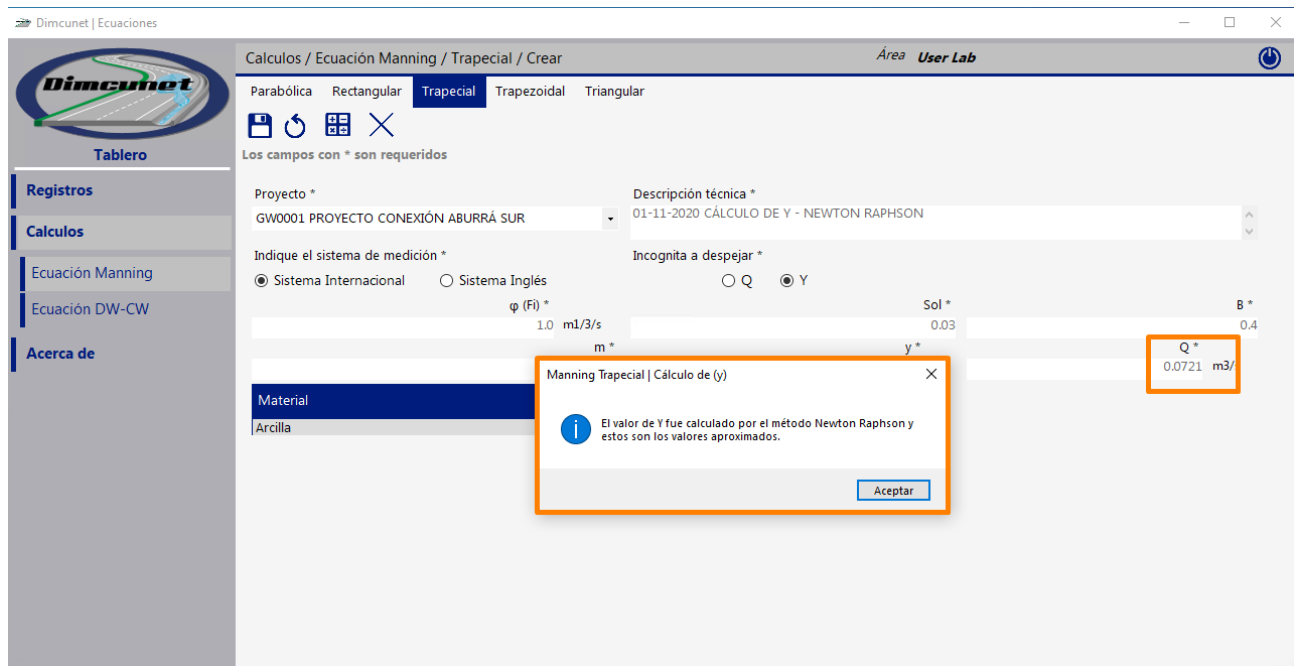 Dimcunet | Ecuaciones
Dimcunet
Calculos / Ecuación Manning / Trapecial / Crear
Área User Lab
Parabólica Rectangular Trapecial Trapezoidal Triangular
Tablero
Los campos con * son requeridos
Registros
Calculos
Ecuación Manning
Ecuación DW-CW
Acerca de
Proyecto *
Descripción técnica *
GW0001 PROYECTO CONEXIÓN ABURRÁ SUR
01-11-2020 CÁLCULO DE Y - NEWTON RAPHSON
Indique el sistema de medición *
Incognita a despejar *
Sistema Internacional Sistema Inglés
Q Y
φ (Fi) * Sol * B *
1.0 m1/3/s 0.03 0.4
m * y * Q *
0.0721 m3/
Material
Arcilla
Manning Trapecial | Cálculo de (y)
El valor de Y fue calculado por el método Newton Raphson y
estos son los valores aproximados.
Aceptar